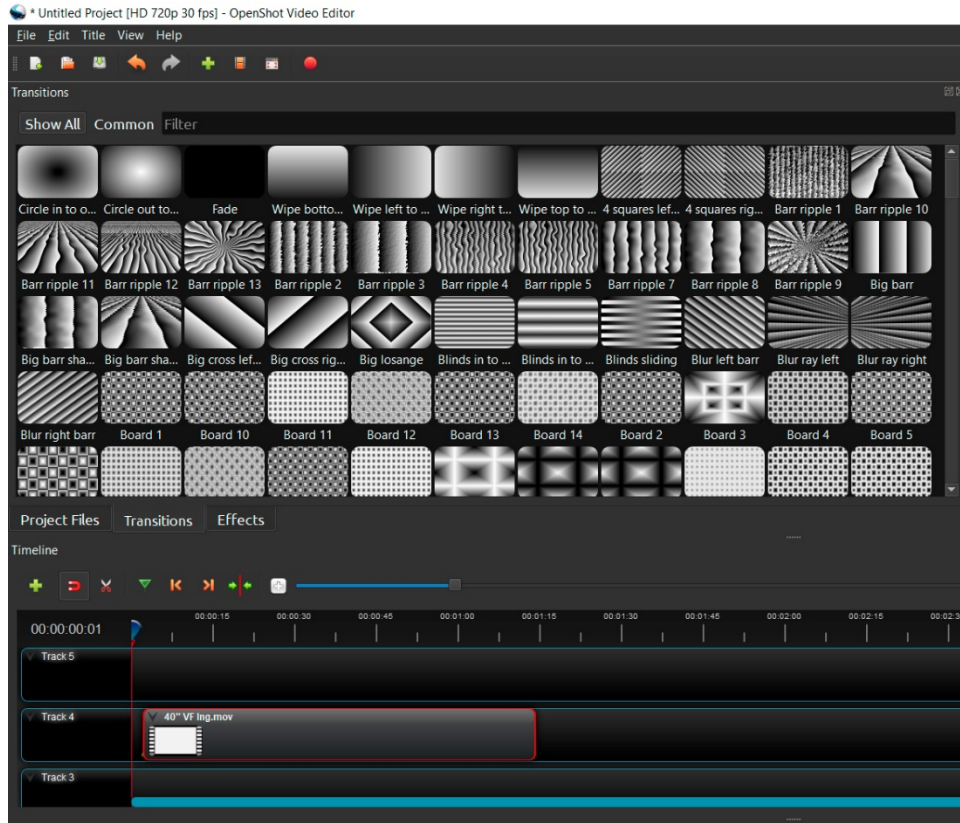 * Untitled Project [HD 720p 30 fps] - OpenShot Video Editor
File Edit Title View Help
Transitions
Show All Common Filter
Circle in to o... Circle out to... Fade Wipe botto... Wipe left to ... Wipe right t... Wipe top to ... 4 squares lef... 4 squares rig... Barr ripple 1 Barr ripple 10
Barr ripple 11 Barr ripple 12 Barr ripple 13 Barr ripple 2 Barr ripple 3 Barr ripple 4 Barr ripple 5 Barr ripple 7 Barr ripple 8 Barr ripple 9 Big barr
Big barr sha... Big barr sha... Big cross lef... Big cross rig... Big losange Blinds in to ... Blinds in to ... Blinds sliding Blur left barr Blur ray left Blur ray right
Blur right barr Board 1 Board 10 Board 11 Board 12 Board 13 Board 14 Board 2 Board 3 Board 4 Board 5
Project Files Transitions Effects
Timeline
00:00:00:01 00:00:15 00:00:30 00:00:45 00:01:00 00:01:15 00:01:30 00:01:45 00:02:00 00:02:15
Track 5
Track 4 40" VF Ing.mov
Track 3